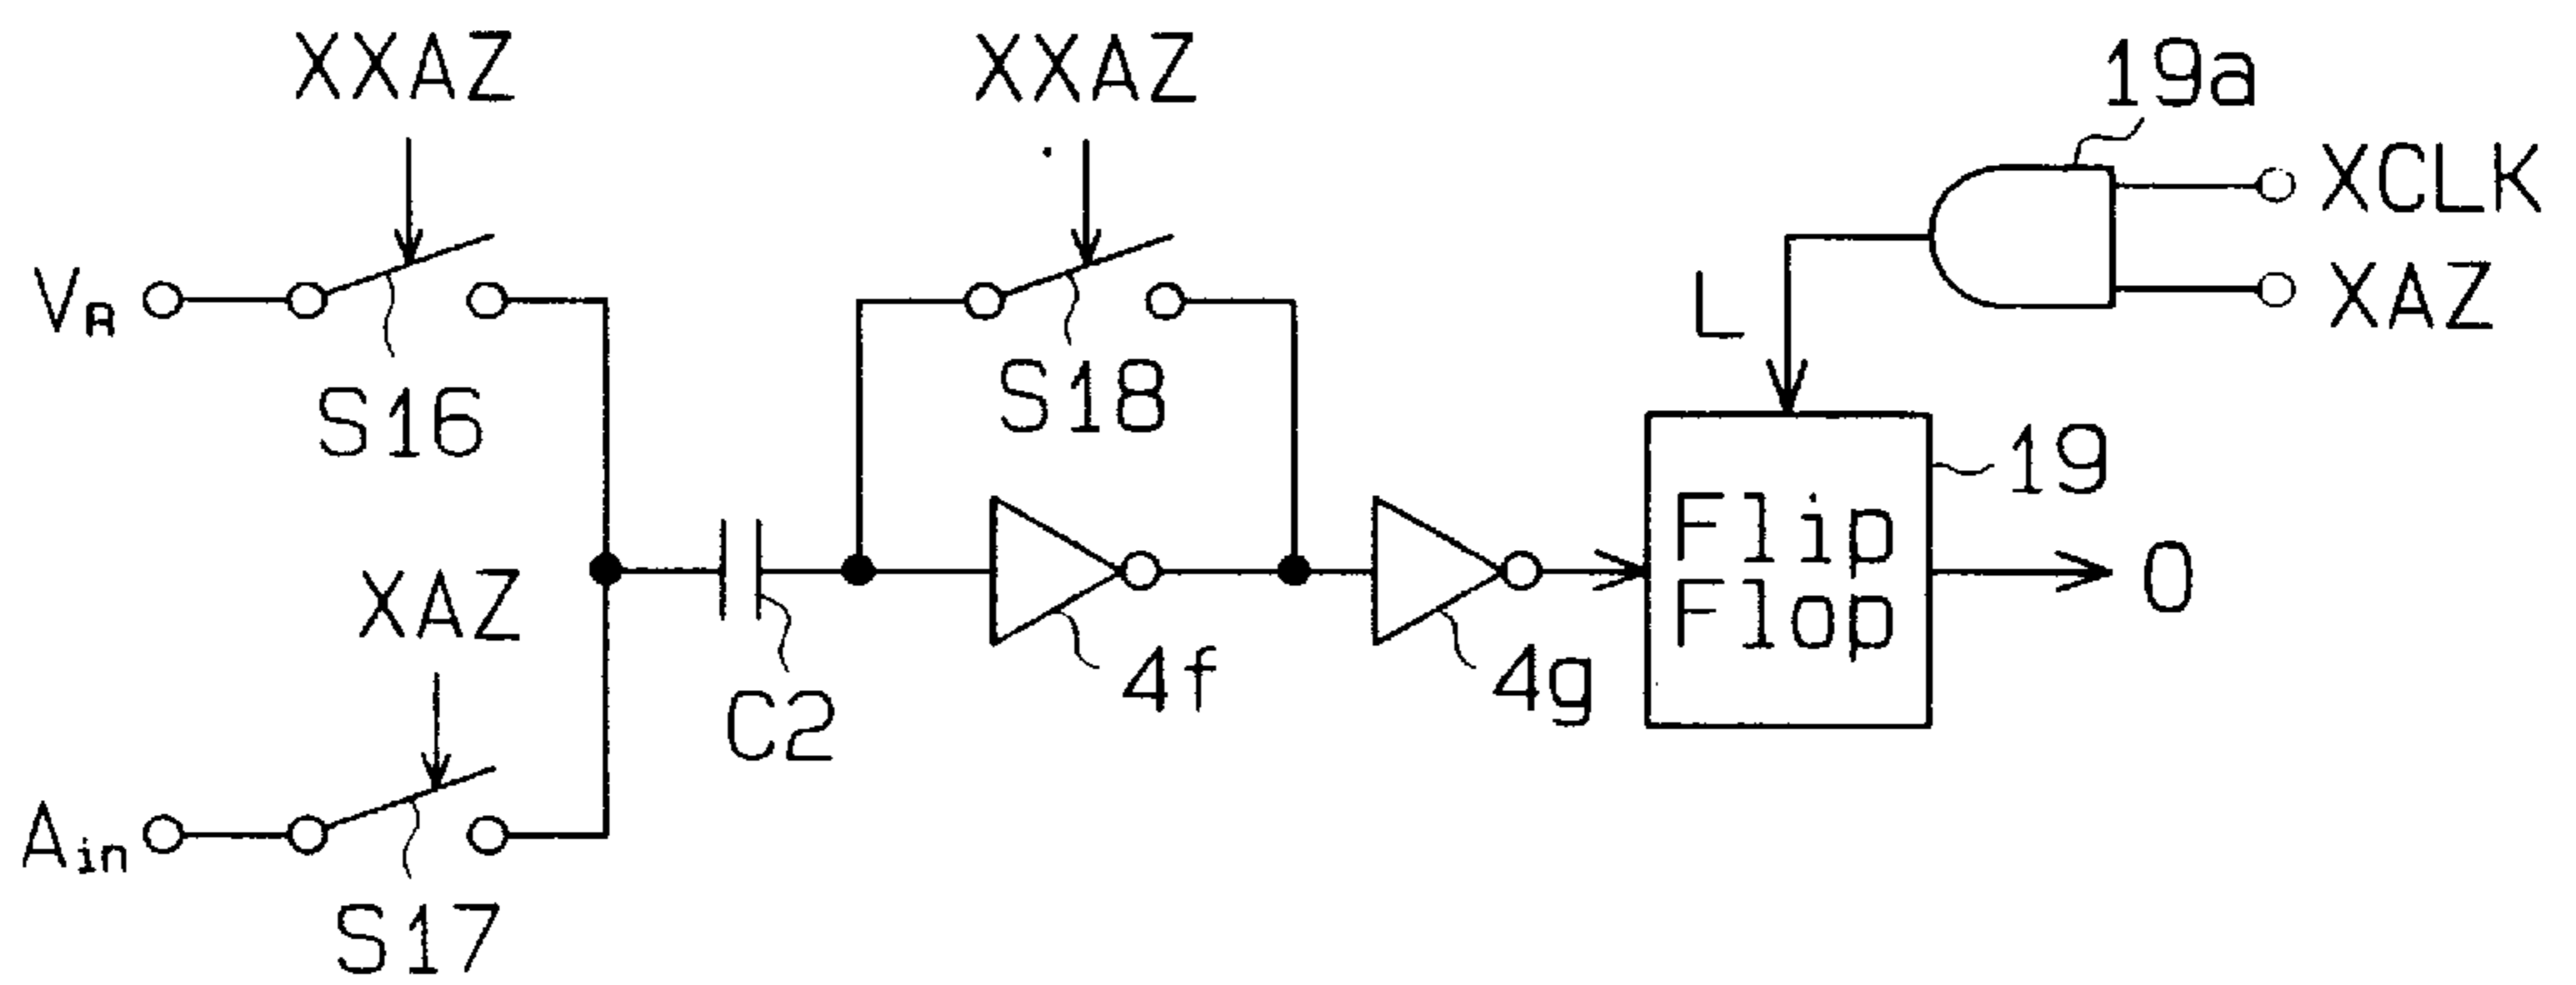 XXAZ
XXAZ
19a
XCLK
XAZ
VR
L
S16
S18
19
Flip
Flop
O
XAZ
4f
4g
C2
Ain
S17